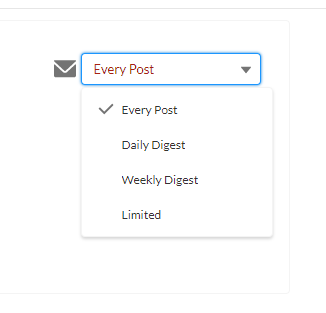 Every Post
Every Post
Daily Digest
Weekly Digest
Limited